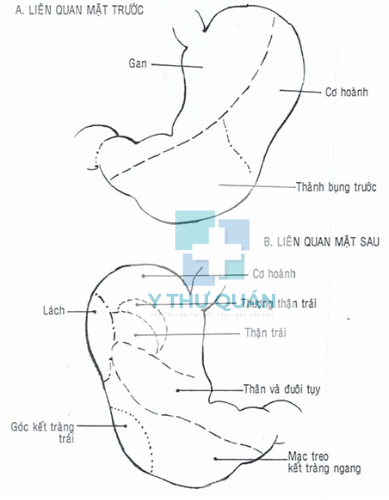 A. LIÊN QUAN MẶT TRƯỚC
Gan
Cơ hoành
Thành bụng trước
B. LIÊN QUAN MẶT SAU
Cơ hoành
Lách
Y THƯ QUÁN
Thượng thận trái
Thận trái
Thân và đuôi tụy
Góc kết tràng
trái
Mạc treo
kết tràng ngang